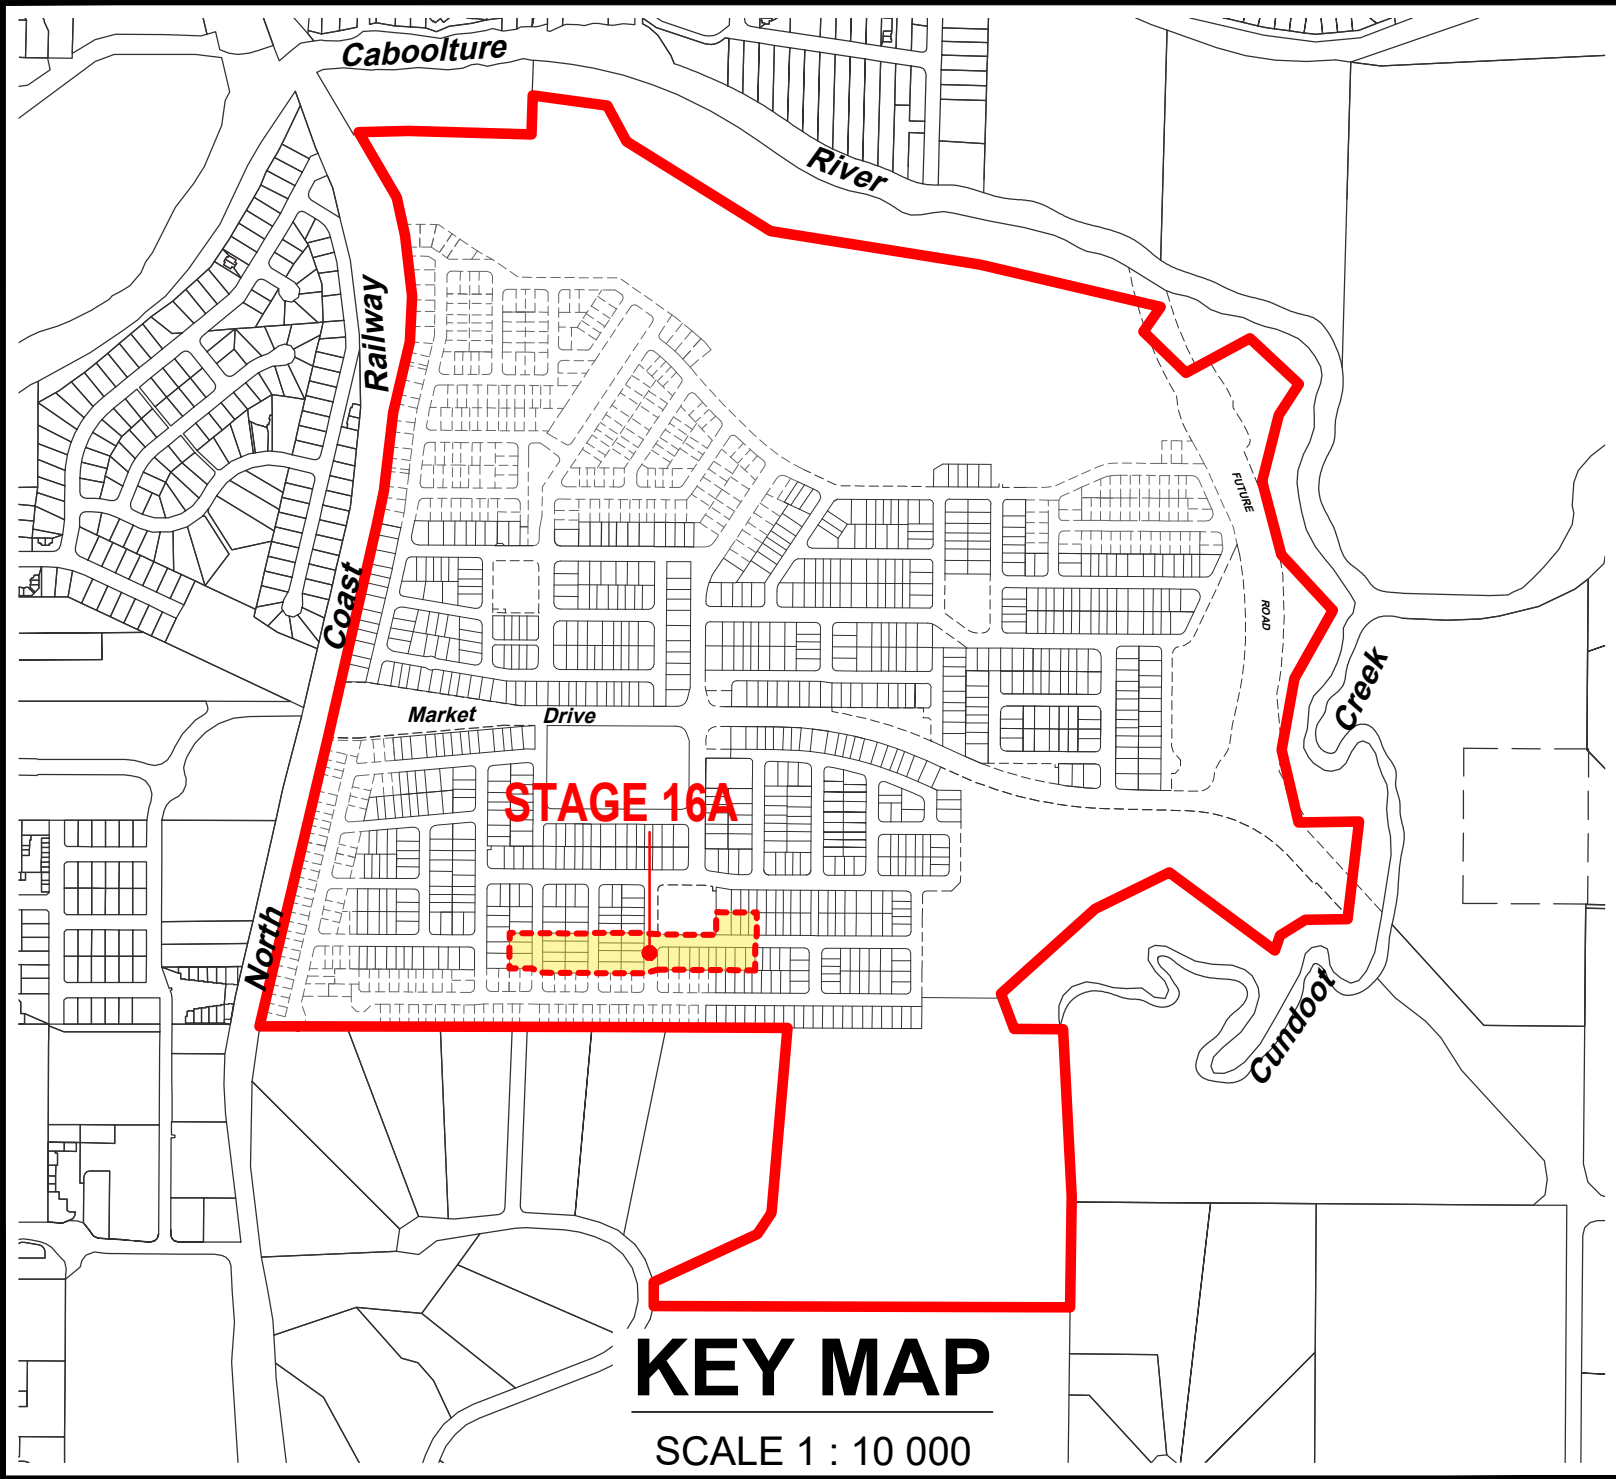 Caboolture
River
Railway
Coast
North
FUTURE
ROAD
Creek
Cundoot
Market Drive
STAGE 16A
KEY MAP
SCALE 1 : 10 000